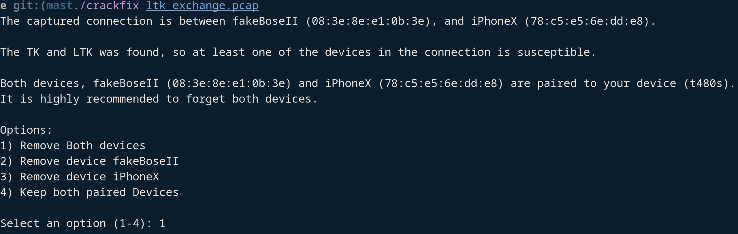 e git:(mast./crackfix ltk_exchange.pcap
The captured connection is between fakeBoseII (08:3e:8e:e1:0b:3e), and iPhoneX (78:c5:e5:6e:dd:e8).
The TK and LTK was found, so at least one of the devices in the connection is susceptible.
Both devices, fakeBoseII (08:3e:8e:e1:0b:3e) and iPhoneX (78:c5:e5:6e:dd:e8) are paired to your device (t480s).
It is highly recommended to forget both devices.
Options:
1) Remove Both devices
2) Remove device fakeBoseII
3) Remove device iPhoneX
4) Keep both paired Devices
Select an option (1-4): 1